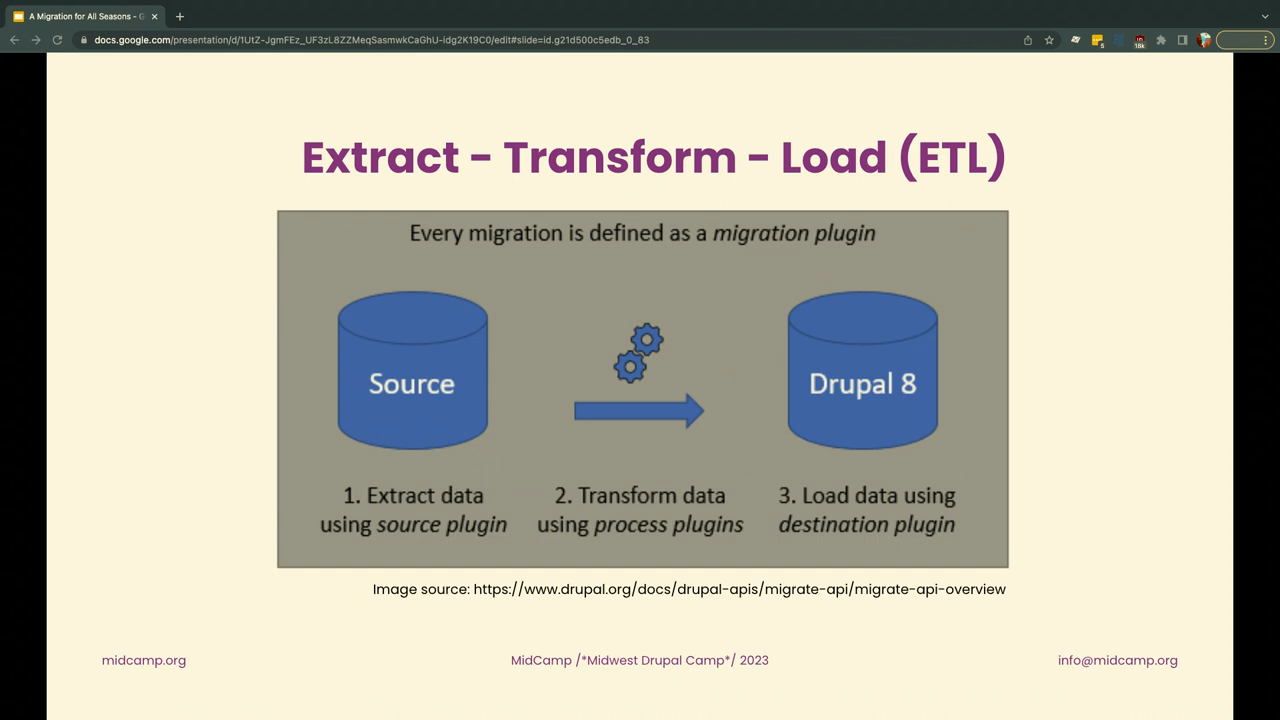 A Migration for All Seasons - G
docs.google.com/presentation/d/1UtZ-JgmFEz_UF3zL8ZZMeqSasmwkCaGhU-idg2K19C0/edit#slide=id.g21d500c5edb_0_83
Extract - Transform - Load (ETL)
Every migration is defined as a migration plugin
Source
Drupal 8
1. Extract data
using source plugin
2. Transform data
using process plugins
3. Load data using
destination plugin
Image source: https://www.drupal.org/docs/drupal-apis/migrate-api/migrate-api-overview
midcamp.org
MidCamp /*Midwest Drupal Camp*/ 2023
info@midcamp.org